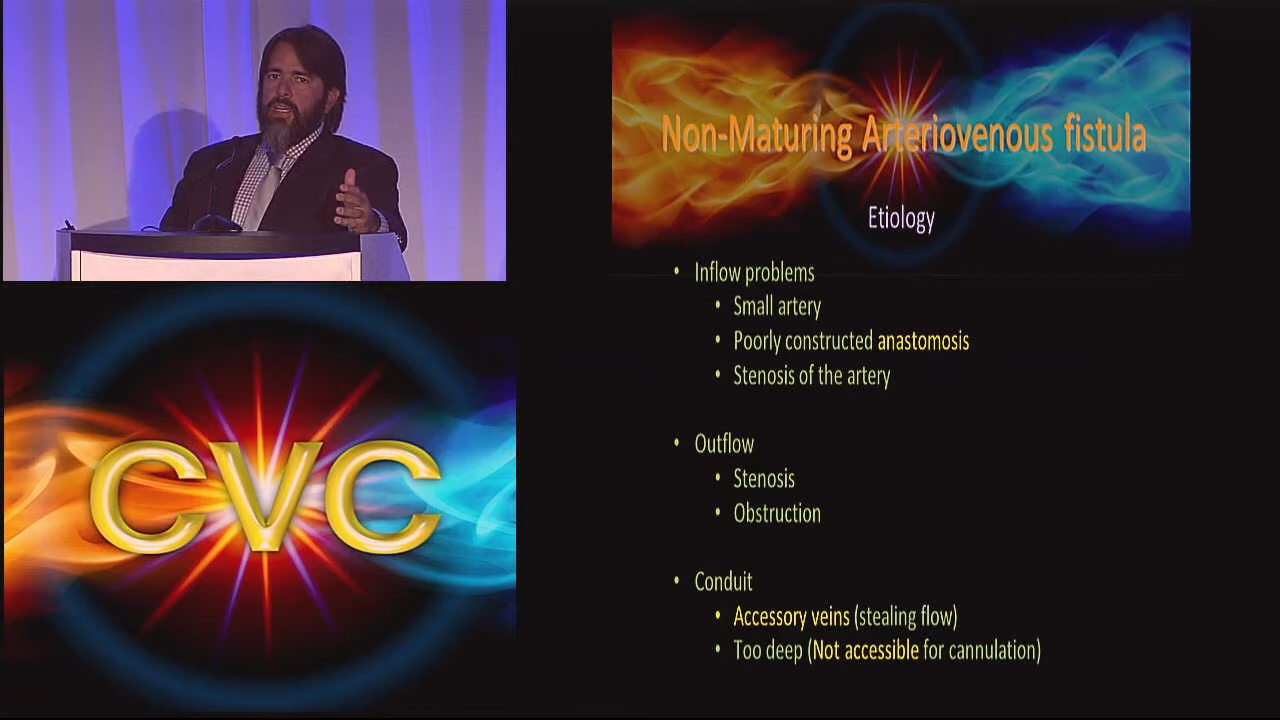 CVC
Non-Maturing Arteriovenous fistula
Etiology
• Inflow problems
• Small artery
• Poorly constructed anastomosis
• Stenosis of the artery
• Outflow
• Stenosis
• Obstruction
• Conduit
• Accessory veins (stealing flow)
• Too deep (Not accessible for cannulation)